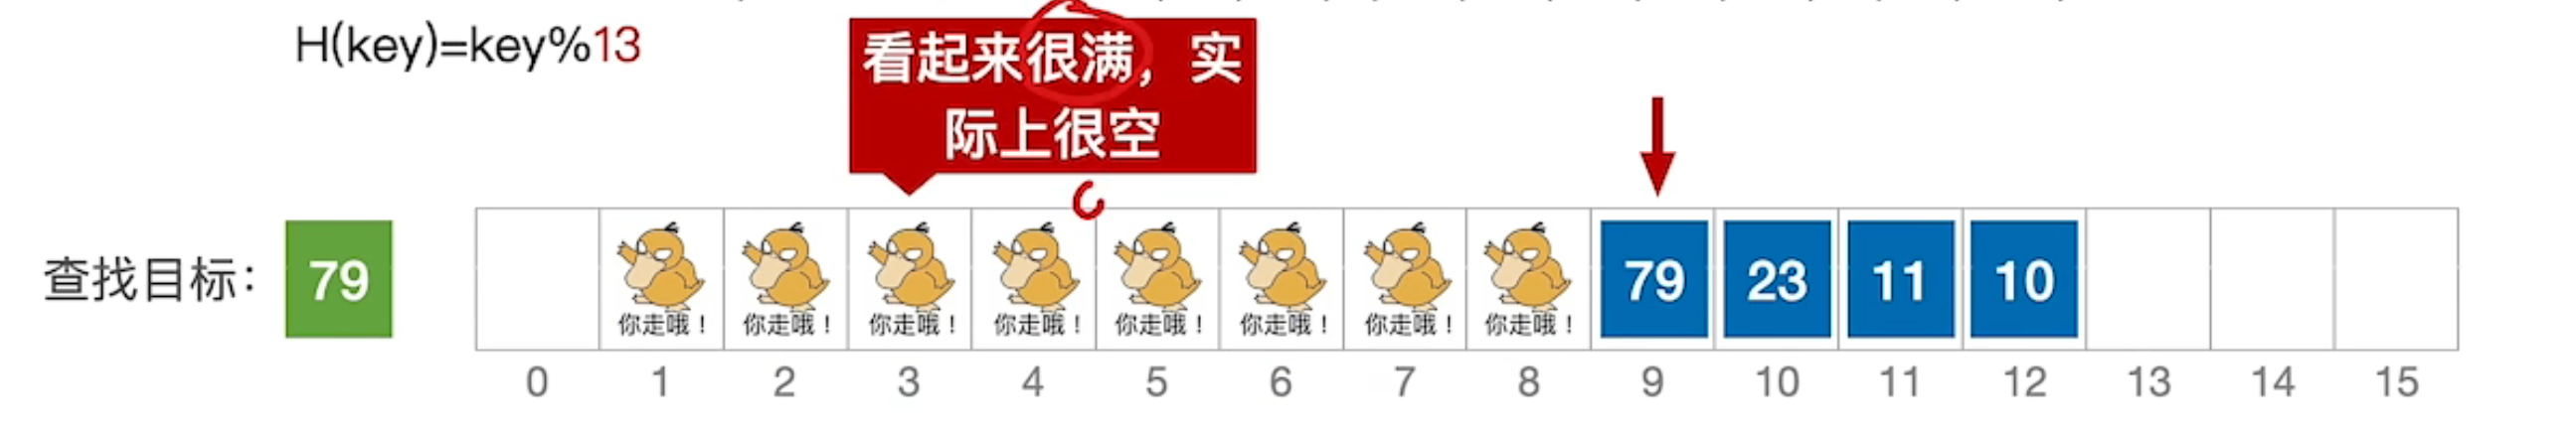 H(key)=key%13
看起来很满，实
际上很空
查找目标：
79
你走哦！ 你走哦！ 你走哦！ 你走哦！ 你走哦！ 你走哦！ 你走哦！ 你走哦！
79 23 11 10
0 1 2 3 4 5 6 7 8 9 10 11 12 13 14 15